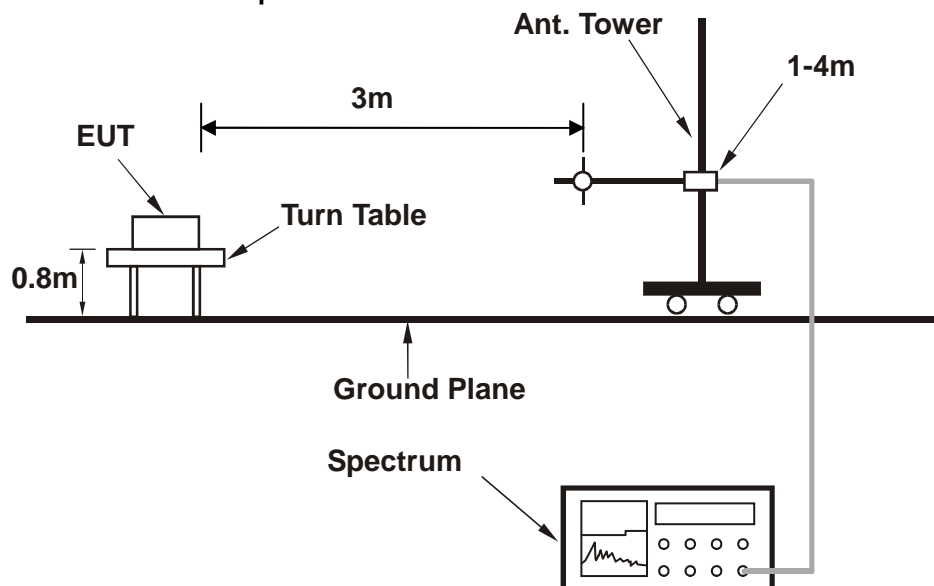 Ant. Tower
1-4m
3m
EUT
Turn Table
0.8m
Ground Plane
Spectrum